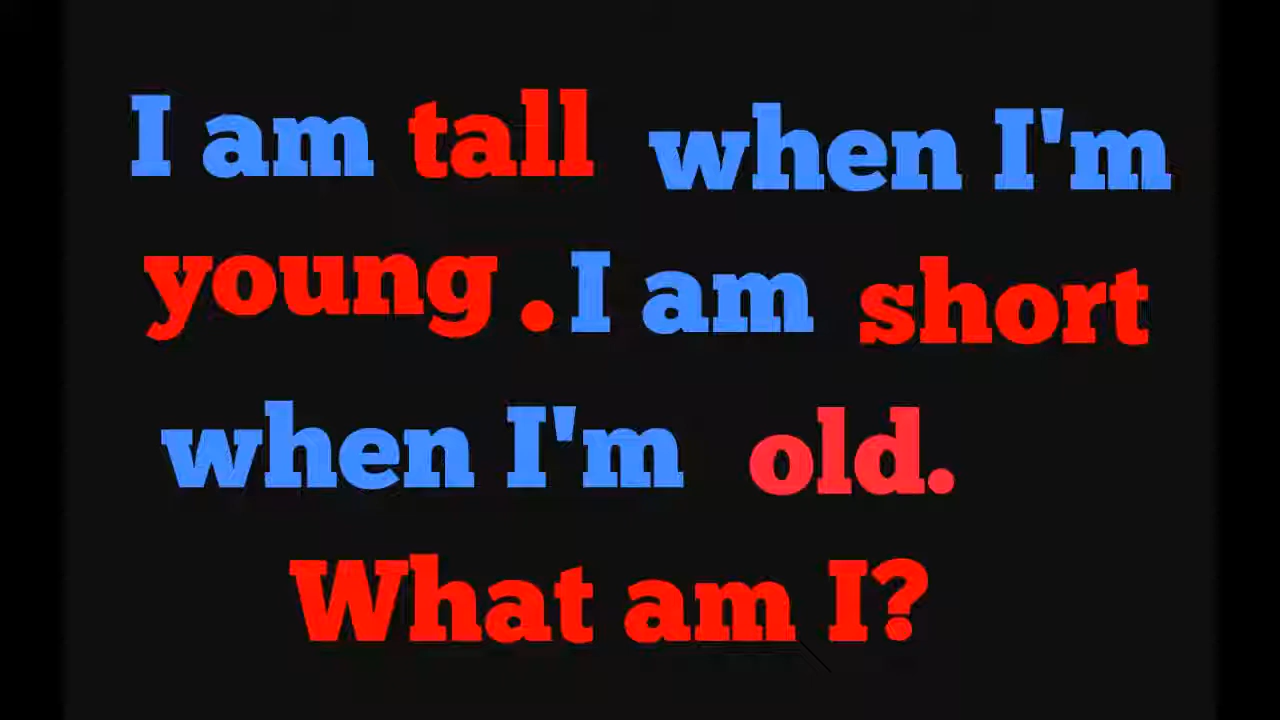 I am tall when I'm
young . I am short
when I'm old.
What am I?